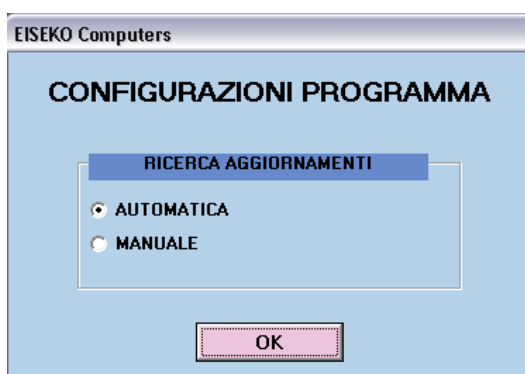 EISEKO Computers
CONFIGURAZIONI PROGRAMMA
RICERCA AGGIORNAMENTI
AUTOMATICA
MANUALE
OK